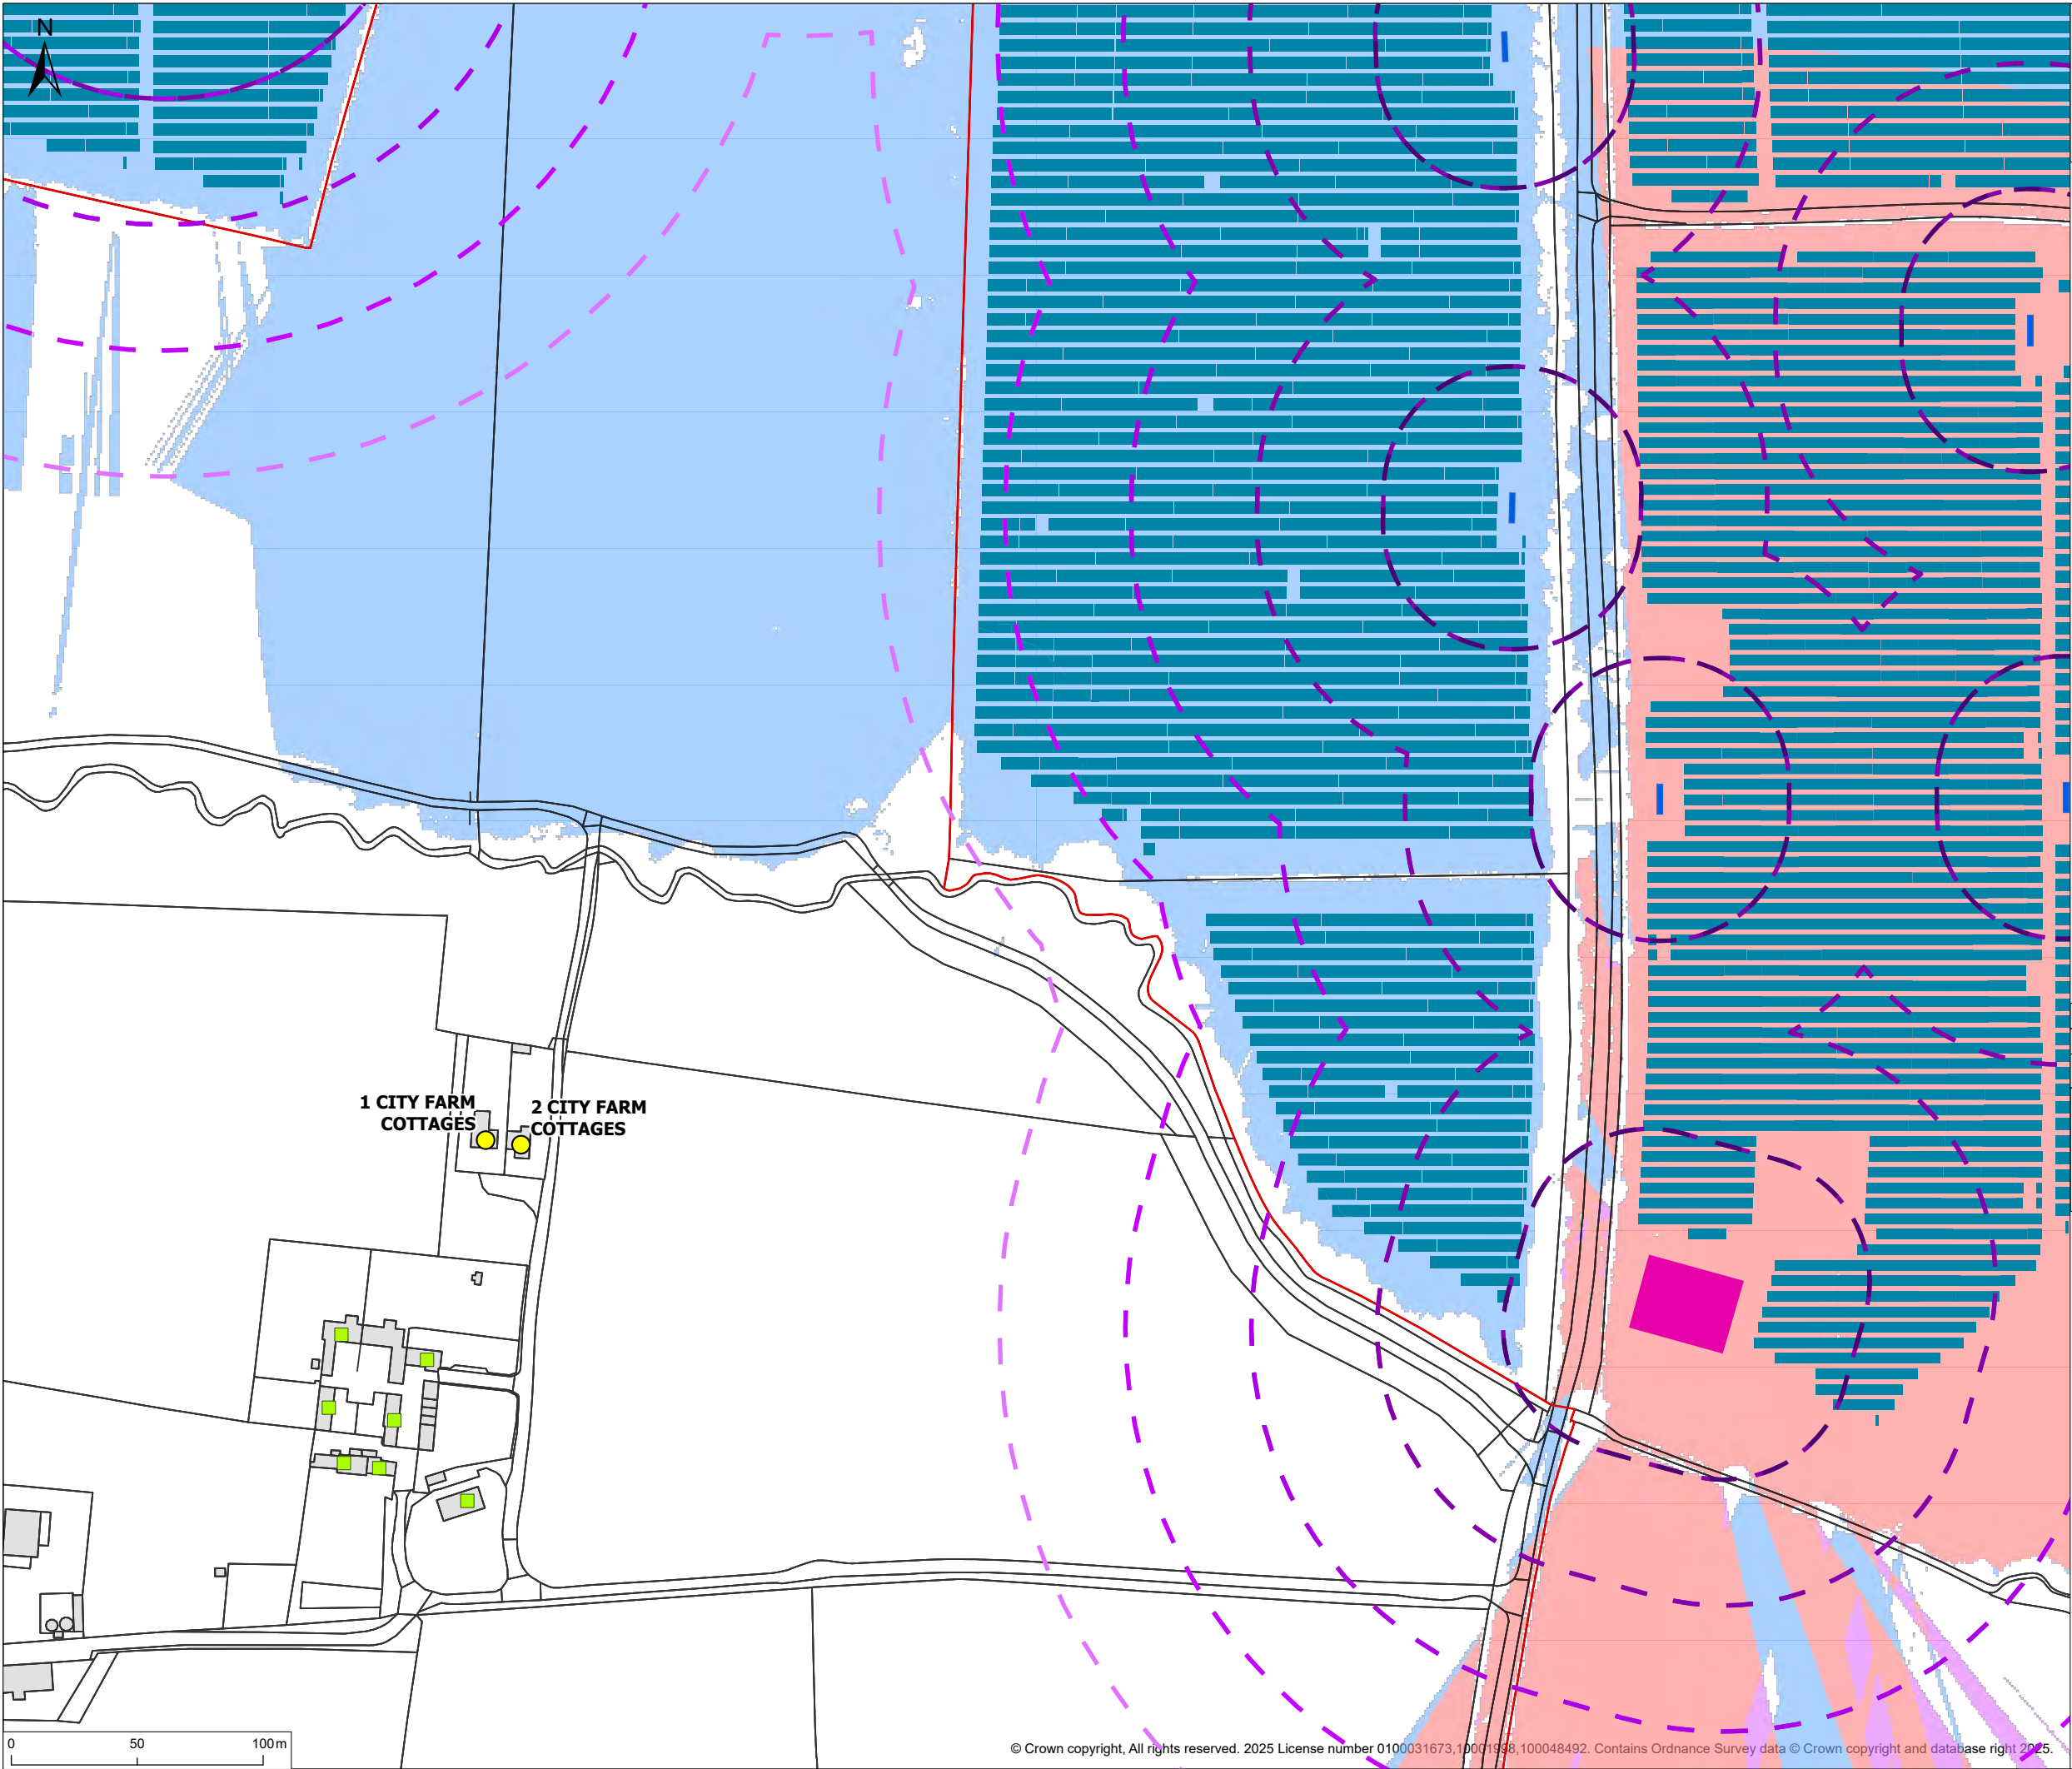 N
1 CITY FARM
COTTAGES
2 CITY FARM
COTTAGES
0 50 100 m
© Crown copyright, All rights reserved. 2025 License number 0100031673,10001998,100048492. Contains Ordnance Survey data © Crown copyright and database right 2025.